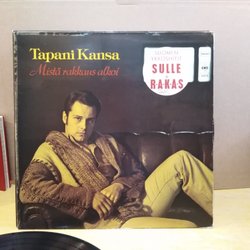 Tapani Kansa
Mistä rakkaus alkoi
SULLE
RAKAS